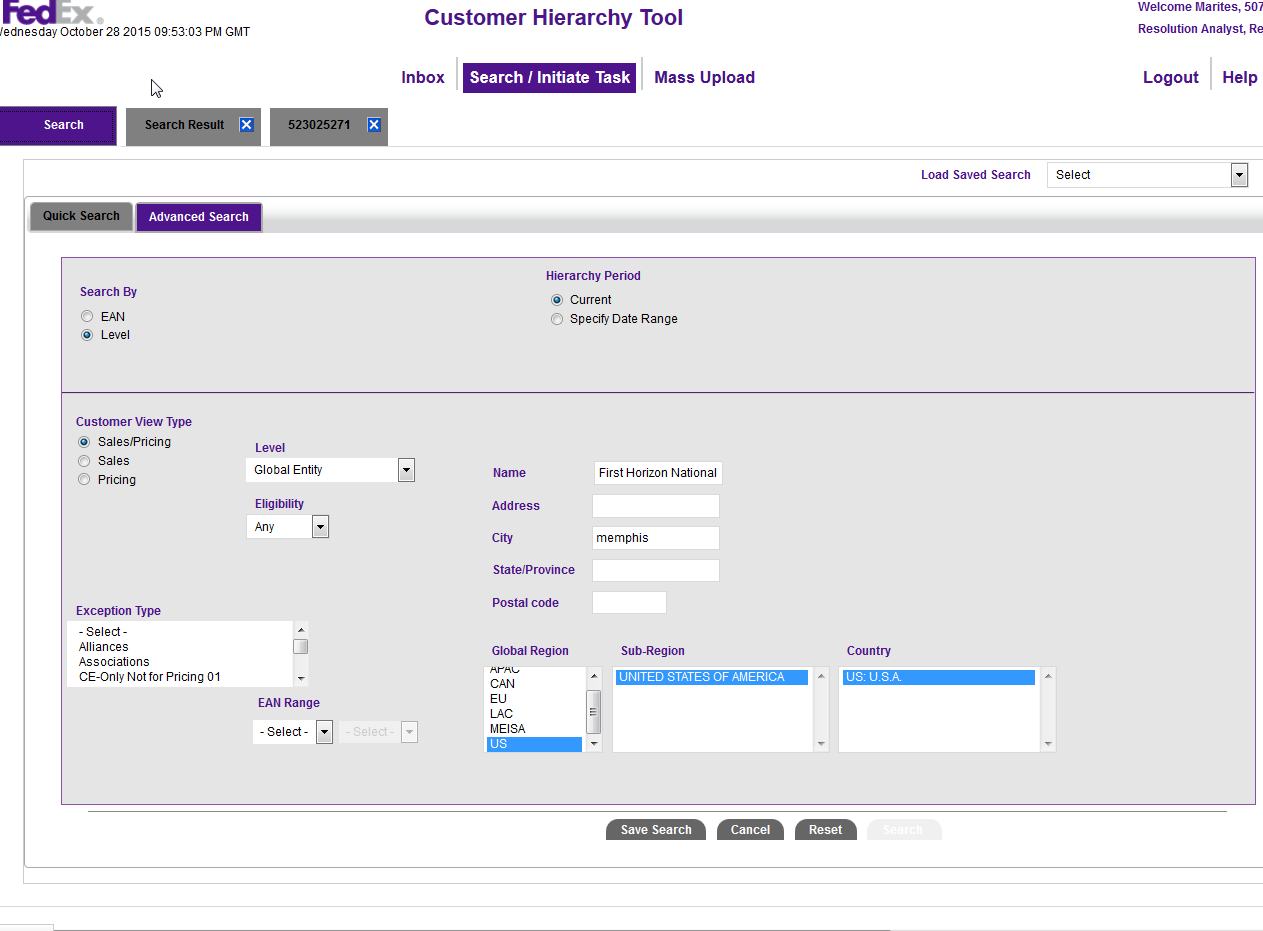 FedEx®
Customer Hierarchy Tool
Welcome Marites, 507
Wednesday October 28 2015 09:53:03 PM GMT
Resolution Analyst, Re
Inbox
Search / Initiate Task
Mass Upload
Logout
Help
Search
Search Result
523025271
Load Saved Search
Select
Quick Search
Advanced Search
Search By
EAN
Level
Hierarchy Period
Current
Specify Date Range
Customer View Type
Sales/Pricing
Sales
Pricing
Level
Global Entity
Eligibility
Any
Name
First Horizon National
Address
City
memphis
State/Province
Postal code
Exception Type
- Select -
Alliances
Associations
CE-Only Not for Pricing 01
EAN Range
- Select -
- Select -
Global Region
APAC
CAN
EU
LAC
MEISA
US
Sub-Region
UNITED STATES OF AMERICA
Country
US: U.S.A.
Save Search
Cancel
Reset
Search